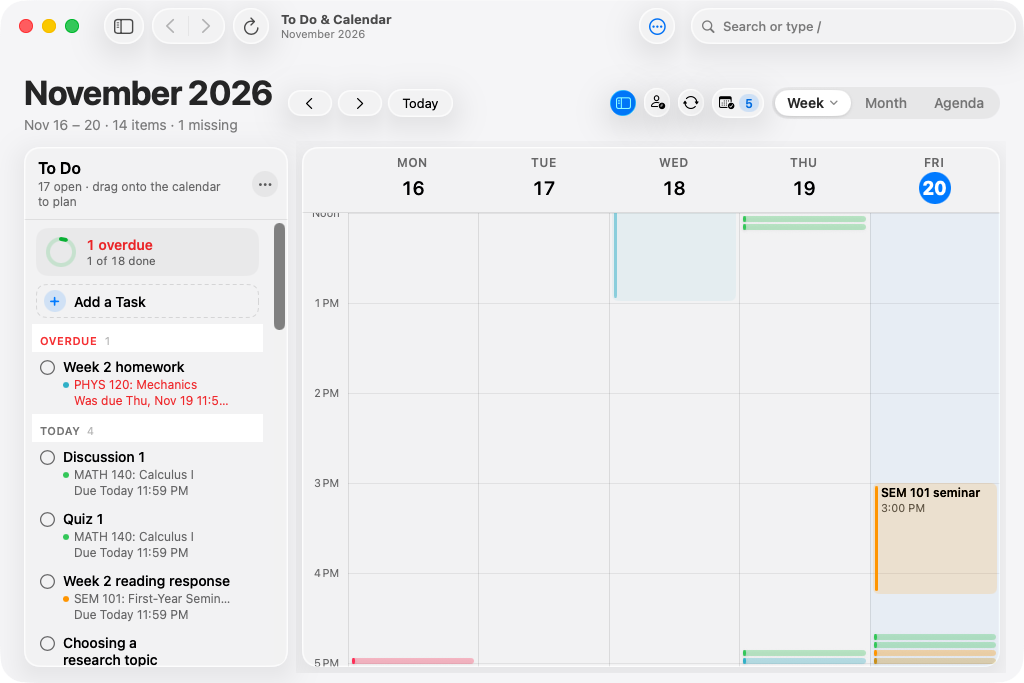 To Do & Calendar
November 2026
Search or type /
November 2026
Nov 16 – 20 · 14 items · 1 missing
Today
5
Week
Month
Agenda
To Do
17 open · drag onto the calendar
to plan
1 overdue
1 of 18 done
Add a Task
OVERDUE 1
Week 2 homework
PHYS 120: Mechanics
Was due Thu, Nov 19 11:5...
TODAY 4
Discussion 1
MATH 140: Calculus I
Due Today 11:59 PM
Quiz 1
MATH 140: Calculus I
Due Today 11:59 PM
Week 2 reading response
SEM 101: First-Year Semin...
Due Today 11:59 PM
Choosing a
research topic
MON
16
TUE
17
WED
18
THU
19
FRI
20
Noon
1 PM
2 PM
3 PM
SEM 101 seminar
3:00 PM
4 PM
5 PM